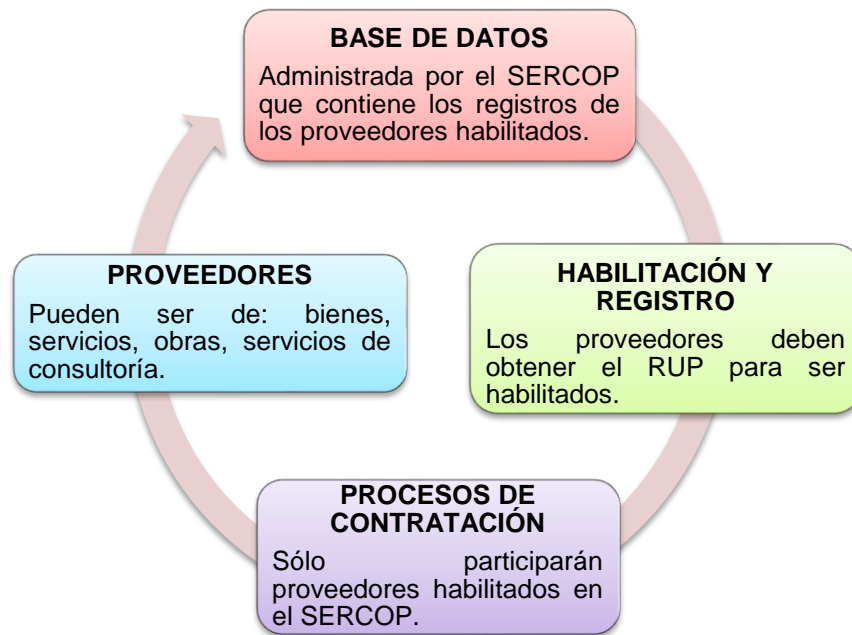 BASE DE DATOS
Administrada por el SERCOP
que contiene los registros de
los proveedores habilitados.
HABILITACIÓN Y
REGISTRO
Los proveedores deben
obtener el RUP para ser
habilitados.
PROCESOS DE
CONTRATACIÓN
Sólo participarán
proveedores habilitados en
el SERCOP.
PROVEEDORES
Pueden ser de: bienes,
servicios, obras, servicios de
consultoría.